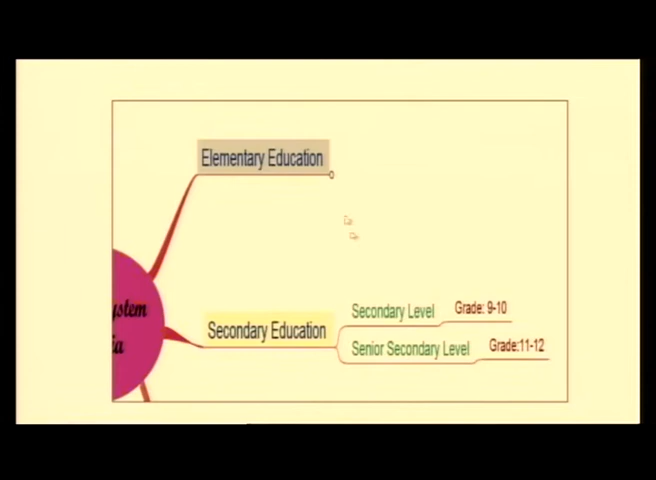 Elementary Education
Secondary Education
Secondary Level
Grade: 9-10
Senior Secondary Level
Grade:11-12